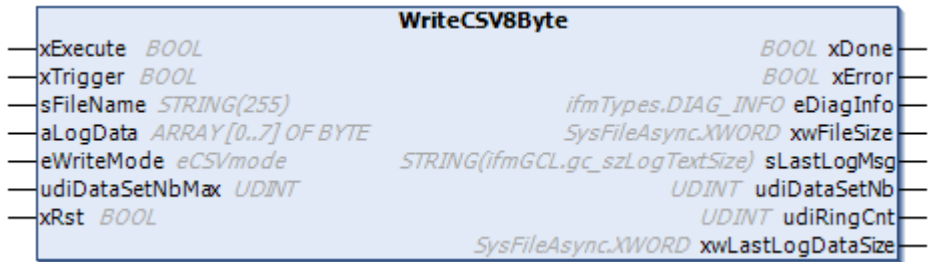 WriteCSV8Byte
xExecute BOOL BOOL xDone
xTrigger BOOL BOOL xError
sFileName STRING(255) ifmTypes.DIAG_INFO eDiagInfo
aLogData ARRAY [0..7] OF BYTE SysFileAsync.XWORD xwFileSize
eWriteMode eCSVmode STRING(ifmGCL.gc_szLogTextSize) sLastLogMsg
udiDataSetNbMax UDINT UDINT udiDataSetNb
xRst BOOL UDINT udiRingCnt
SysFileAsync.XWORD xwLastLogDataSize